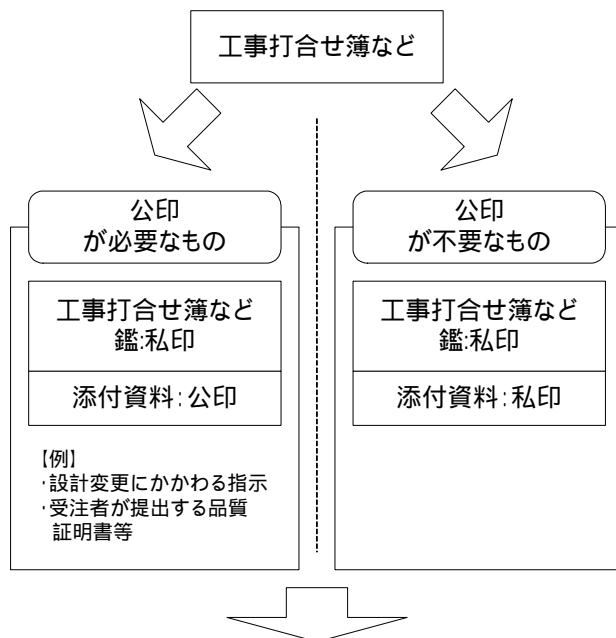 工事打合せ簿など
公印
が必要なもの
工事打合せ簿など
鑑:私印
添付資料:公印
【例】
・設計変更にかかわる指示
・受注者が提出する品質
証明書等
公印
が不要なもの
工事打合せ簿など
鑑:私印
添付資料:私印